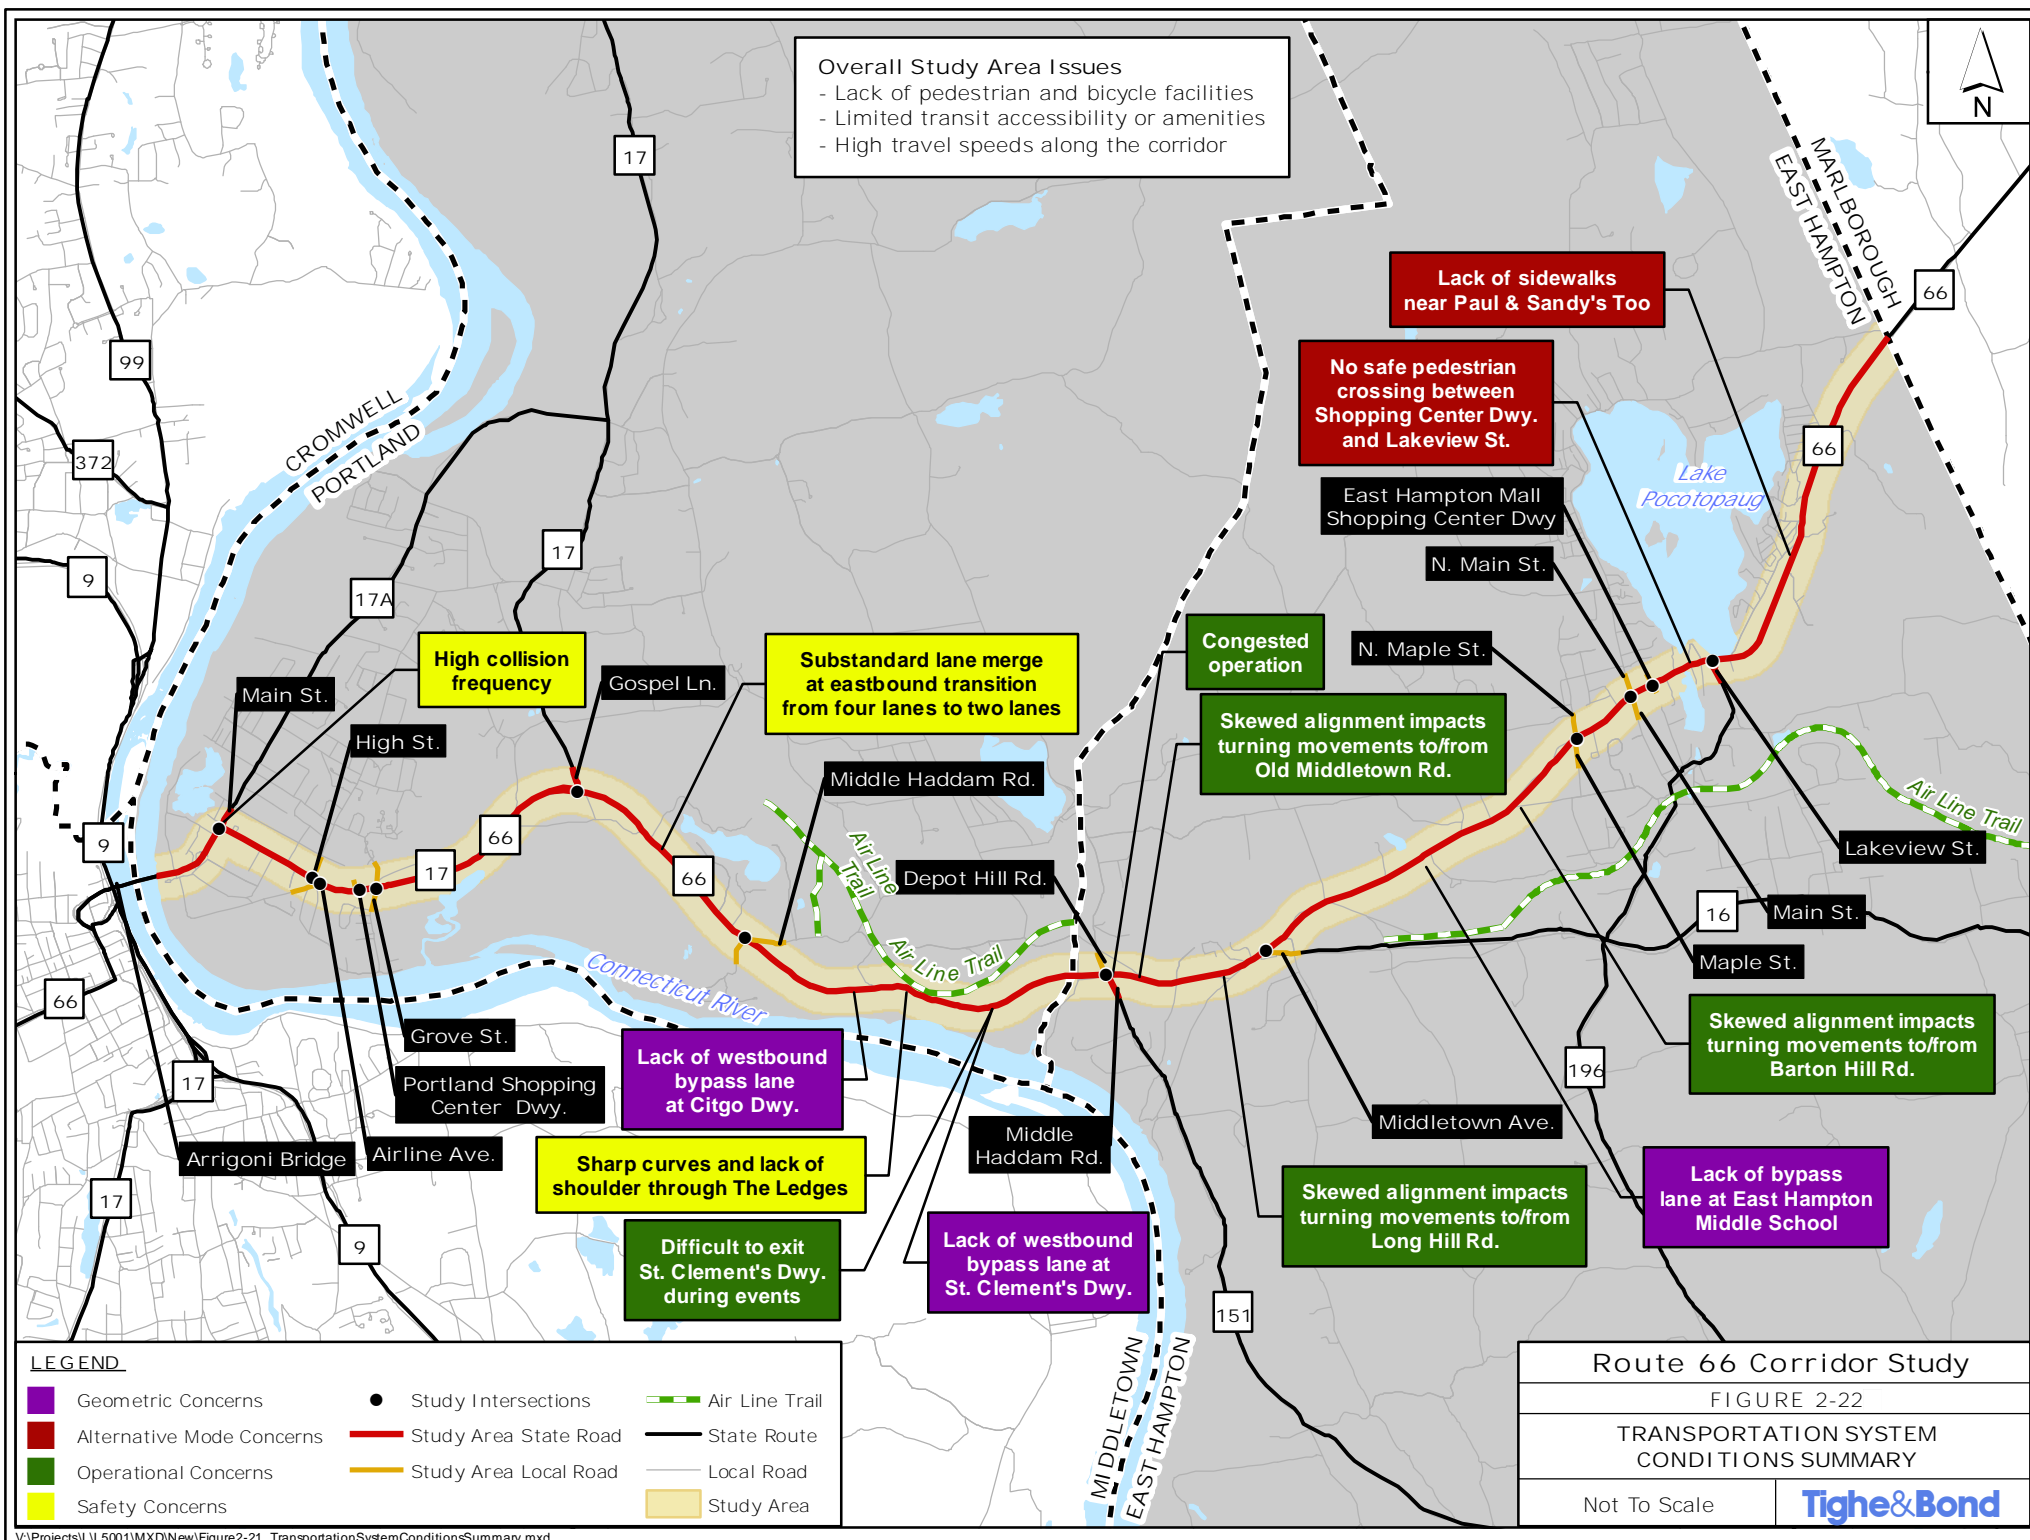 Overall Study Area Issues
- Lack of pedestrian and bicycle facilities
- Limited transit accessibility or amenities
- High travel speeds along the corridor
N
17
MARLBOROUGH
EAST HAMPTON
66
Lack of sidewalks
near Paul & Sandy's Too
99
No safe pedestrian
crossing between
Shopping Center Dwy.
and Lakeview St.
CROMWELL
PORTLAND
372
66
Lake
Pocotopaug
East Hampton Mall
Shopping Center Dwy
N. Main St.
17
9
17A
High collision
frequency
Gospel Ln.
Substandard lane merge
at eastbound transition
from four lanes to two lanes
Congested
operation
N. Maple St.
Main St.
High St.
Skewed alignment impacts
turning movements to/from
Old Middletown Rd.
Middle Haddam Rd.
Air Line Trail
9
66
17
66
Air Line
Trail
Depot Hill Rd.
Lakeview St.
16
Main St.
Air Line Trail
Maple St.
Connecticut River
66
Grove St.
Skewed alignment impacts
turning movements to/from
Barton Hill Rd.
Lack of westbound
bypass lane
at Citgo Dwy.
17
Portland Shopping
Center Dwy.
196
Middletown Ave.
Middle
Haddam Rd.
Arrigoni Bridge
Airline Ave.
Sharp curves and lack of
shoulder through The Ledges
17
Skewed alignment impacts
turning movements to/from
Long Hill Rd.
Lack of bypass
lane at East Hampton
Middle School
9
Difficult to exit
St. Clement's Dwy.
during events
Lack of westbound
bypass lane at
St. Clement's Dwy.
151
MIDDLETOWN
EAST HAMPTON
LEGEND
Geometric Concerns
Alternative Mode Concerns
Operational Concerns
Safety Concerns
Study Intersections
Study Area State Road
Study Area Local Road
Air Line Trail
State Route
Local Road
Study Area
Route 66 Corridor Study
FIGURE 2-22
TRANSPORTATION SYSTEM
CONDITIONS SUMMARY
Not To Scale
Tighe&Bond
V:\Projects\L\L5001\MXD\New\Figure2-21_TransportationSystemConditionsSummary.mxd